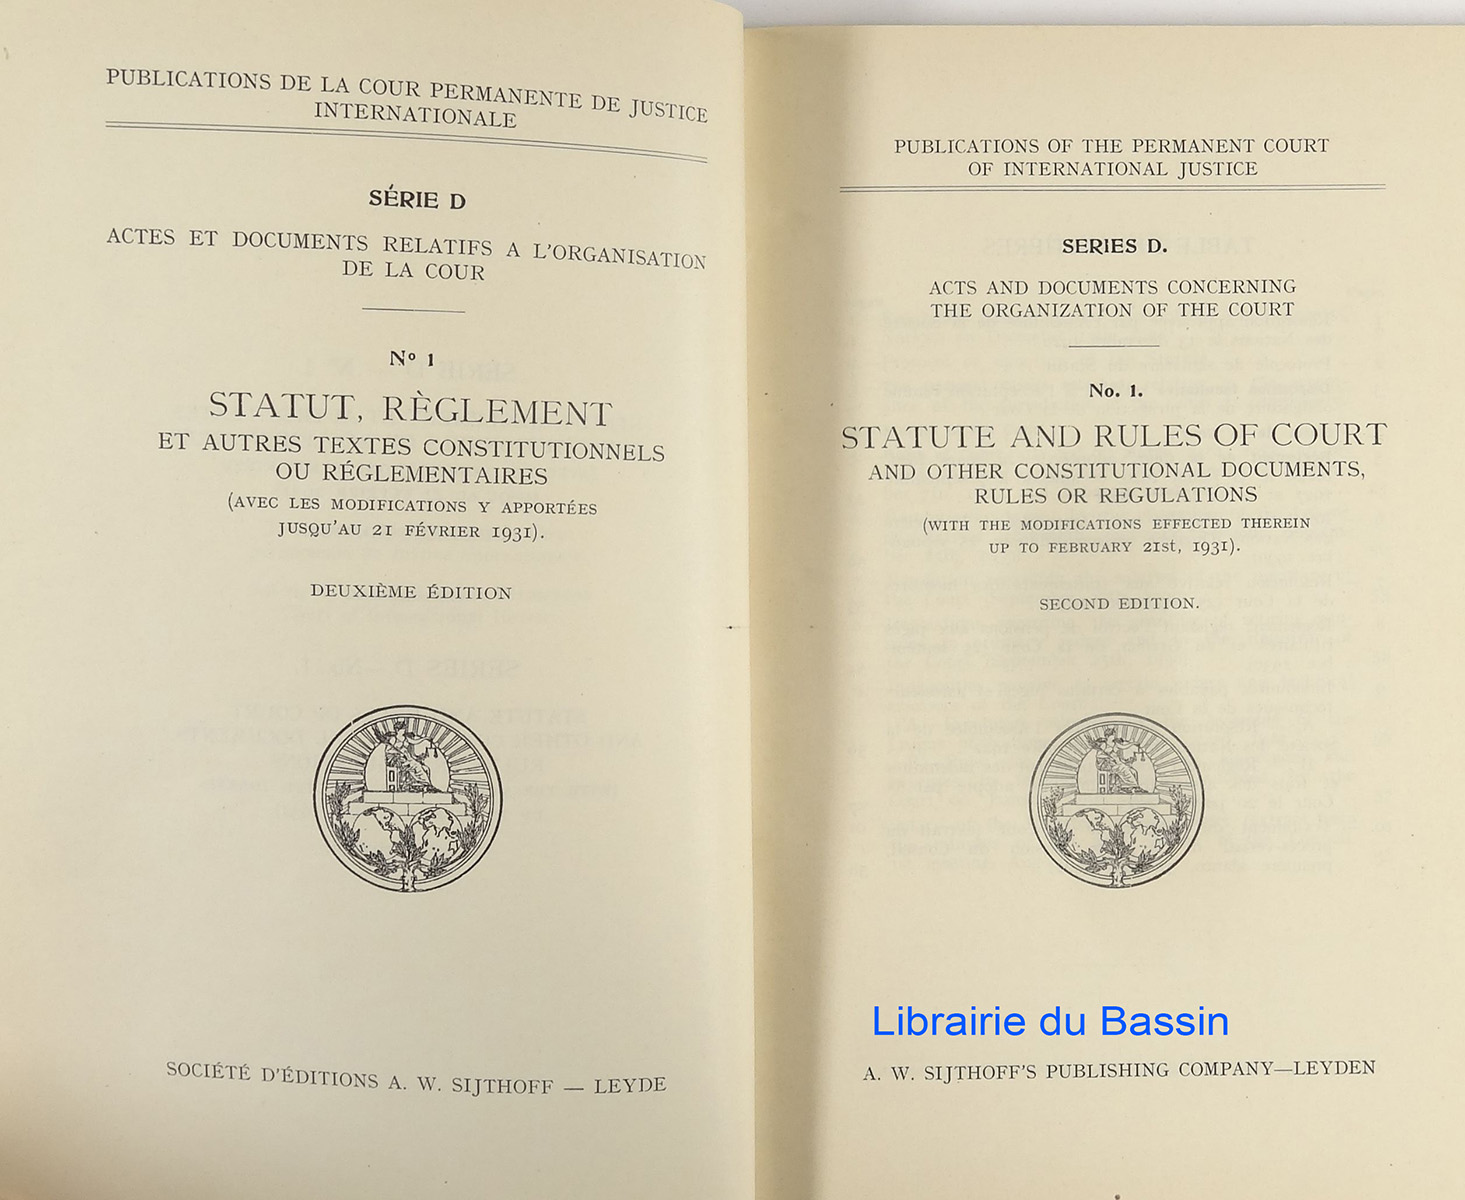 PUBLICATIONS DE LA COUR PERMANENTE DE JUSTICE
INTERNATIONALE
SÉRIE D
ACTES ET DOCUMENTS RELATIFS A L'ORGANISATION
DE LA COUR
Nº 1
STATUT, RÈGLEMENT
ET AUTRES TEXTES CONSTITUTIONNELS
OU RÉGLEMENTAIRES
(AVEC LES MODIFICATIONS Y APPORTÉES
JUSQU'AU 21 FÉVRIER 1931).
DEUXIÈME ÉDITION
SOCIÉTÉ D'ÉDITIONS A. W. SIJTHOFF — LEYDE
PUBLICATIONS OF THE PERMANENT COURT
OF INTERNATIONAL JUSTICE
SERIES D.
ACTS AND DOCUMENTS CONCERNING
THE ORGANIZATION OF THE COURT
No. 1.
STATUTE AND RULES OF COURT
AND OTHER CONSTITUTIONAL DOCUMENTS,
RULES OR REGULATIONS
(WITH THE MODIFICATIONS EFFECTED THEREIN
UP TO FEBRUARY 21st, 1931).
SECOND EDITION.
Librairie du Bassin
A. W. SIJTHOFF'S PUBLISHING COMPANY—LEYDEN